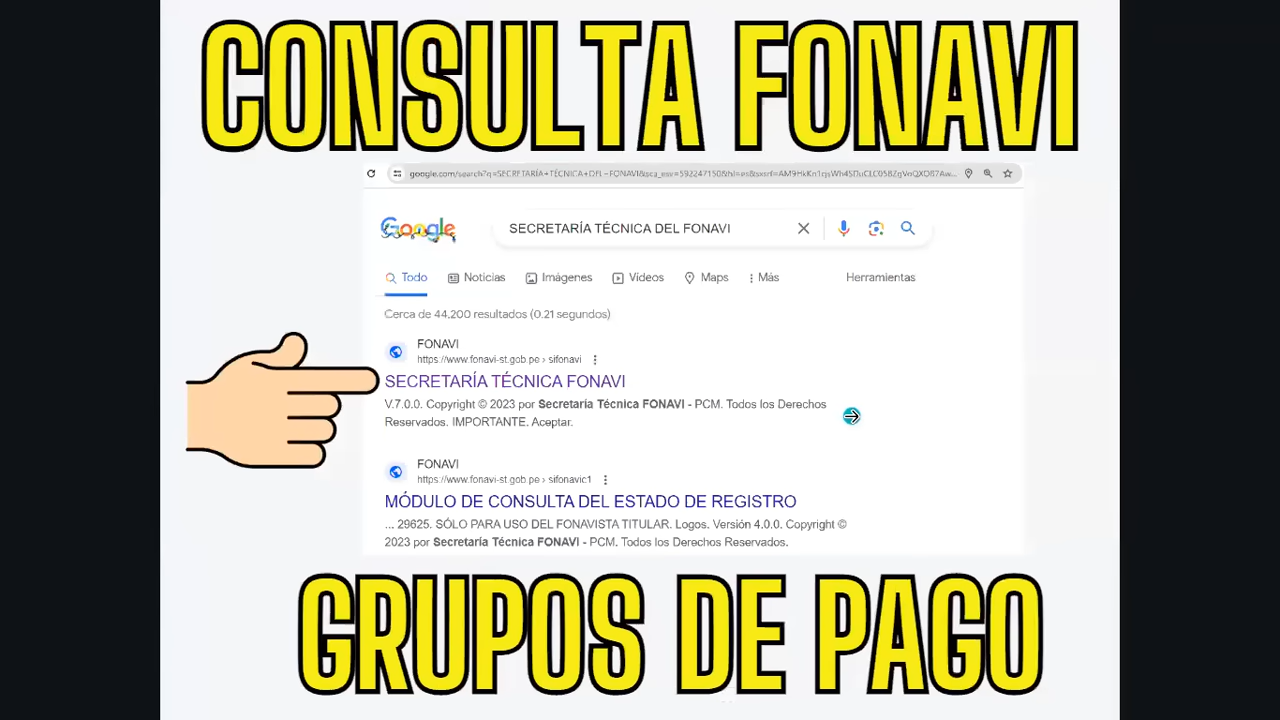 CONSULTA FONAVI
Google
SECRETARÍA TÉCNICA DEL FONAVI
Todo Noticias Imágenes Vídeos Maps Más Herramientas
Cerca de 44.200 resultados (0.21 segundos)
FONAVI
https://www.fonavi-st.gob.pe › sifonavi
SECRETARÍA TÉCNICA FONAVI
V.7.0.0. Copyright © 2023 por Secretaría Técnica FONAVI - PCM. Todos los Derechos
Reservados. IMPORTANTE. Aceptar.
FONAVI
https://www.fonavi-st.gob.pe › sifonavic1
MÓDULO DE CONSULTA DEL ESTADO DE REGISTRO
... 29625. SÓLO PARA USO DEL FONAVISTA TITULAR. Logos. Versión 4.0.0. Copyright ©
2023 por Secretaría Técnica FONAVI - PCM. Todos los Derechos Reservados.
GRUPOS DE PAGO